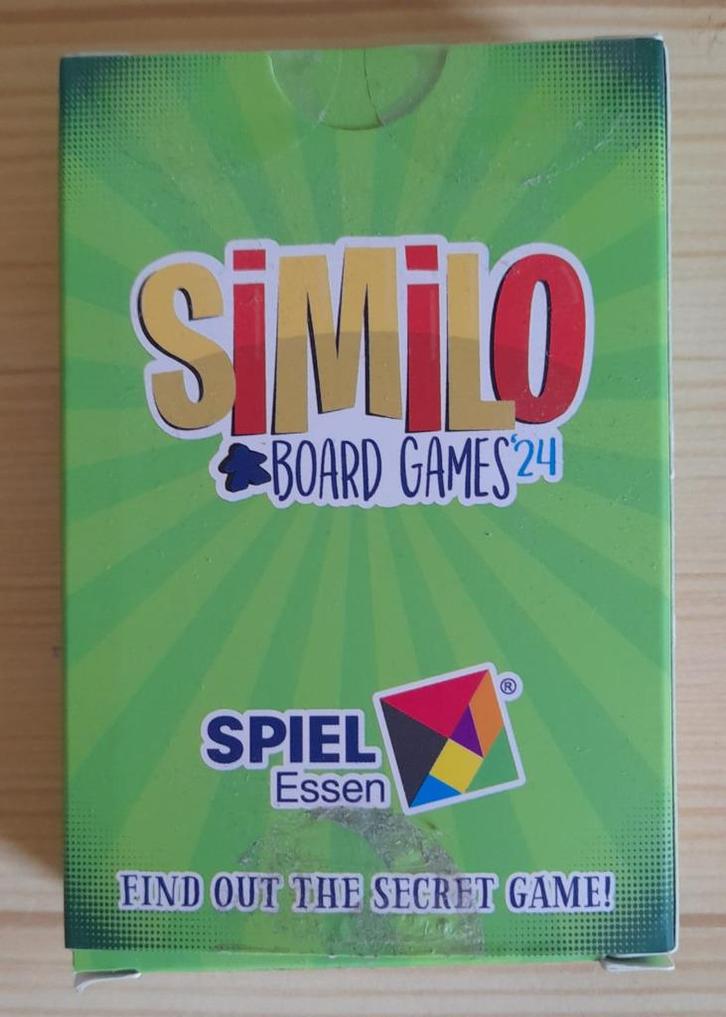 SiMiLO
BOARD GAMES '24
SPIEL ®
Essen
FIND OUT THE SECRET GAME!